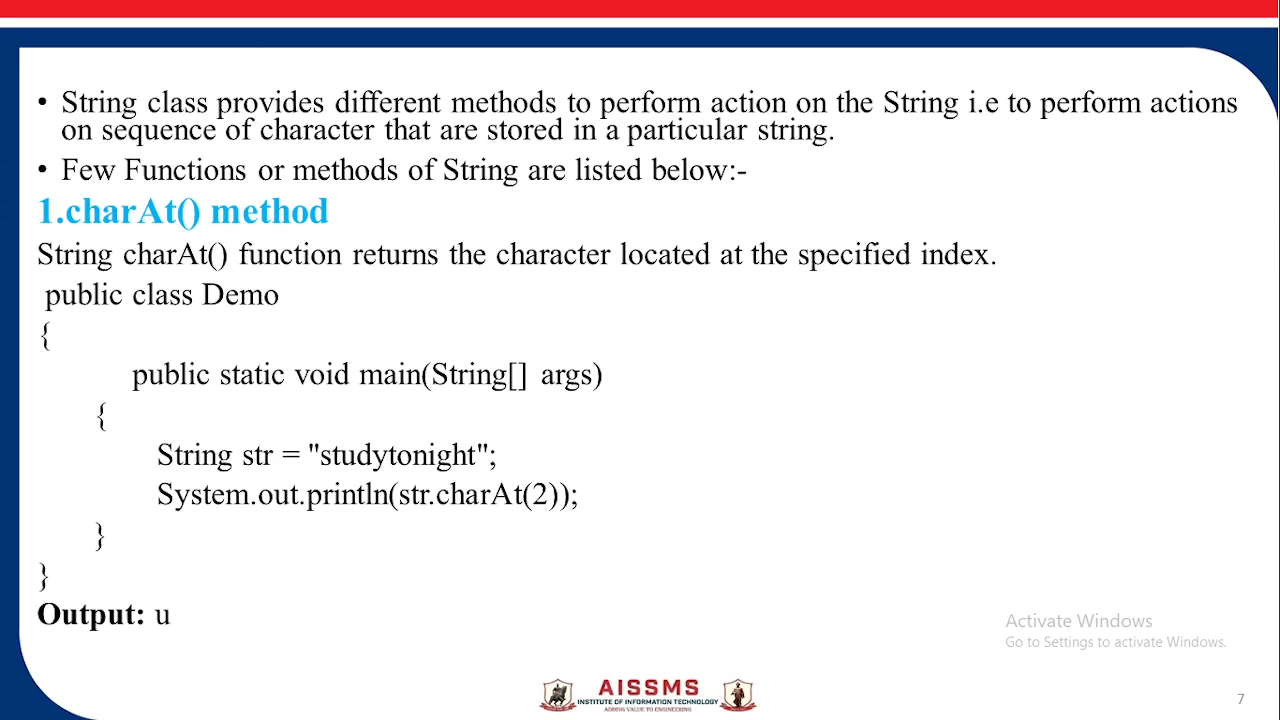 • String class provides different methods to perform action on the String i.e to perform actions
on sequence of character that are stored in a particular string.
• Few Functions or methods of String are listed below:-
1.charAt() method
String charAt() function returns the character located at the specified index.
public class Demo
{
public static void main(String[] args)
{
String str = "studytonight";
System.out.println(str.charAt(2));
}
}
Output: u
Activate Windows
Go to Settings to activate Windows.
AISSMS
INSTITUTE OF INFORMATION TECHNOLOGY
ADDING VALUE TO ENGINEERING
7